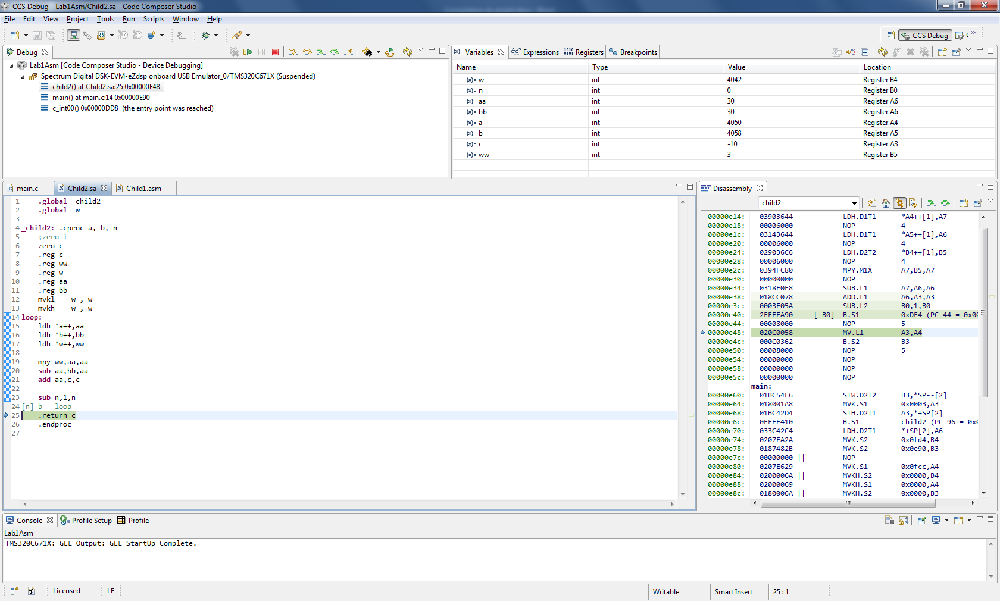 CCS Debug - Lab1Asm/Child2.sa - Code Composer Studio
File Edit View Project Tools Run Scripts Window Help
CCS Debug
Debug
Lab1Asm [Code Composer Studio - Device Debugging]
Spectrum Digital DSK-EVM-eZdsp onboard USB Emulator_0/TMS320C671X (Suspended)
child2() at Child2.sa:25 0x00000E48
main() at main.c:14 0x00000E90
c_int00() 0x00000DD8 (the entry point was reached)
(x)= Variables Expressions Registers Breakpoints
Name Type Value Location
(x)= w int 4042 Register B4
(x)= n int 0 Register B0
(x)= aa int 30 Register A6
(x)= bb int 30 Register A6
(x)= a int 4050 Register A4
(x)= b int 4058 Register A5
(x)= c int -10 Register A3
(x)= ww int 3 Register B5
main.c Child2.sa Child1.asm
1 .global _child2
2 .global _w
3
4 _child2: .cproc a, b, n
5 ;zero i
6 zero c
7 .reg c
8 .reg ww
9 .reg w
10 .reg aa
11 .reg bb
12 mvkl _w , w
13 mvkh _w , w
14 loop:
15 ldh *a++,aa
16 ldh *b++,bb
17 ldh *w++,ww
18
19 mpy ww,aa,aa
20 sub aa,bb,aa
21 add aa,c,c
22
23 sub n,1,n
24 [n] b loop
25 .return c
26 .endproc
27
Disassembly
child2
00000e14: 03903644 LDH.D1T1 *A4++[1],A7
00000e18: 00006000 NOP 4
00000e1c: 03143644 LDH.D1T1 *A5++[1],A6
00000e20: 00006000 NOP 4
00000e24: 029036C6 LDH.D2T2 *B4++[1],B5
00000e28: 00006000 NOP 4
00000e2c: 0394FC80 MPY.M1X A7,B5,A7
00000e30: 00000000 NOP
00000e34: 0318E0F8 SUB.L1 A7,A6,A6
00000e38: 018CC078 ADD.L1 A6,A3,A3
00000e3c: 0003E05A SUB.L2 B0,1,B0
00000e40: 2FFFFA90 [ B0] B.S1 0xDF4 (PC-44 = 0x00
00000e44: 00008000 NOP 5
00000e48: 020C0058 MV.L1 A3,A4
00000e4c: 000C0362 B.S2 B3
00000e50: 00008000 NOP 5
00000e54: 00000000 NOP
00000e58: 00000000 NOP
00000e5c: 00000000 NOP
main:
00000e60: 01BC54F6 STW.D2T2 B3,*SP--[2]
00000e64: 018001A8 MVK.S1 0x0003,A3
00000e68: 01BC42D4 STH.D2T1 A3,*+SP[2]
00000e6c: 0FFFF410 B.S1 child2 (PC-96 = 0x0
00000e70: 033C42C4 LDH.D2T1 *+SP[2],A6
00000e74: 0207EA2A MVK.S2 0x0fd4,B4
00000e78: 0187482B MVK.S2 0x0e90,B3
00000e7c: 00000000 || NOP
00000e80: 0207E629 MVK.S1 0x0fcc,A4
00000e84: 0200006A || MVKH.S2 0x0000,B4
00000e88: 02000069 MVKH.S1 0x0000,A4
00000e8c: 0180006A || MVKH.S2 0x0000,B3
Console Profile Setup Profile
Lab1Asm
TMS320C671X: GEL Output: GEL StartUp Complete.
Licensed LE Writable Smart Insert 25 : 1